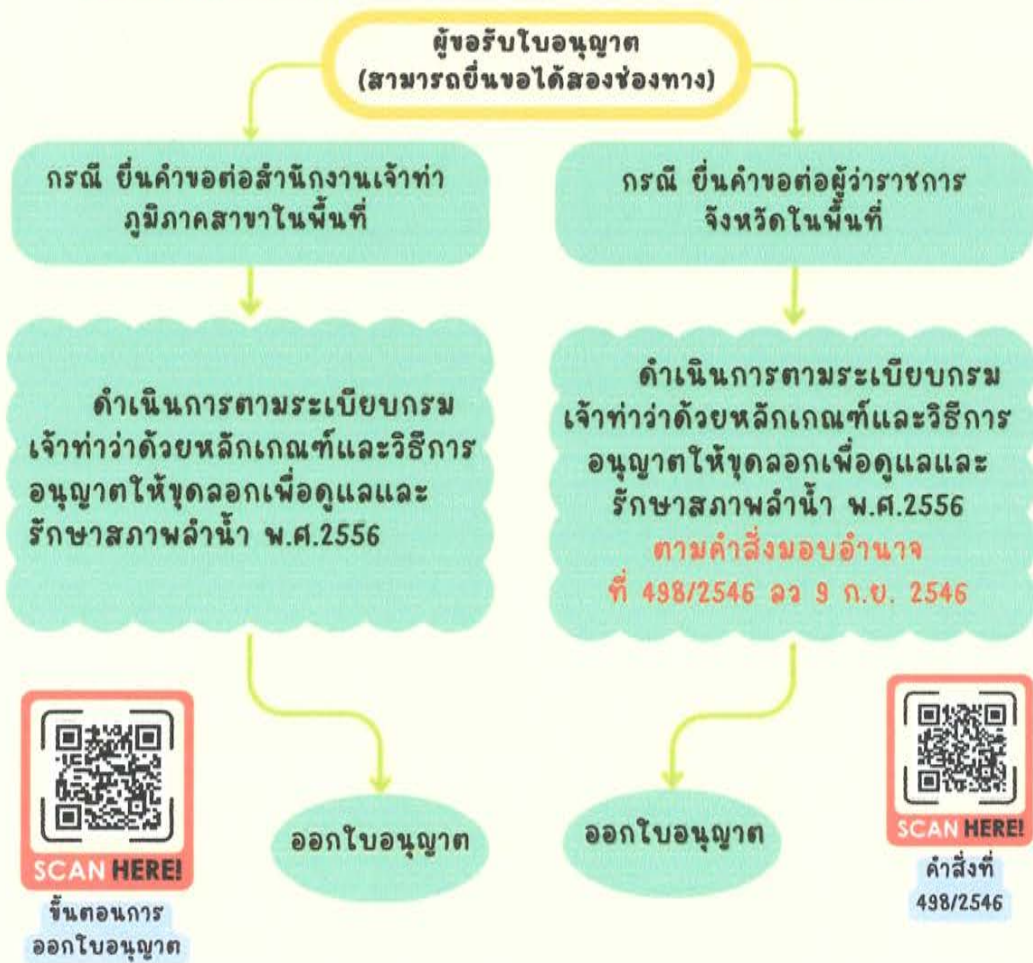 ผู้ขอรับใบอนุญาต
(สามารถยื่นขอได้สองช่องทาง)
กรณี ยื่นคำขอต่อสำนักงานเจ้าท่า
ภูมิภาคสาขาในพื้นที่
กรณี ยื่นคำขอต่อผู้ว่าราชการ
จังหวัดในพื้นที่
ดำเนินการตามระเบียบกรม
เจ้าท่าว่าด้วยหลักเกณฑ์และวิธีการ
อนุญาตให้ขุดลอกเพื่อดูแลและ
รักษาสภาพลำน้ำ พ.ศ.2556
ดำเนินการตามระเบียบกรม
เจ้าท่าว่าด้วยหลักเกณฑ์และวิธีการ
อนุญาตให้ขุดลอกเพื่อดูแลและ
รักษาสภาพลำน้ำ พ.ศ.2556
ตามคำสั่งมอบอำนาจ
ที่ 498/2546 ลว 9 ก.ย. 2546
ออกใบอนุญาต
ออกใบอนุญาต
SCAN HERE!
ขั้นตอนการ
ออกใบอนุญาต
SCAN HERE!
คำสั่งที่
498/2546